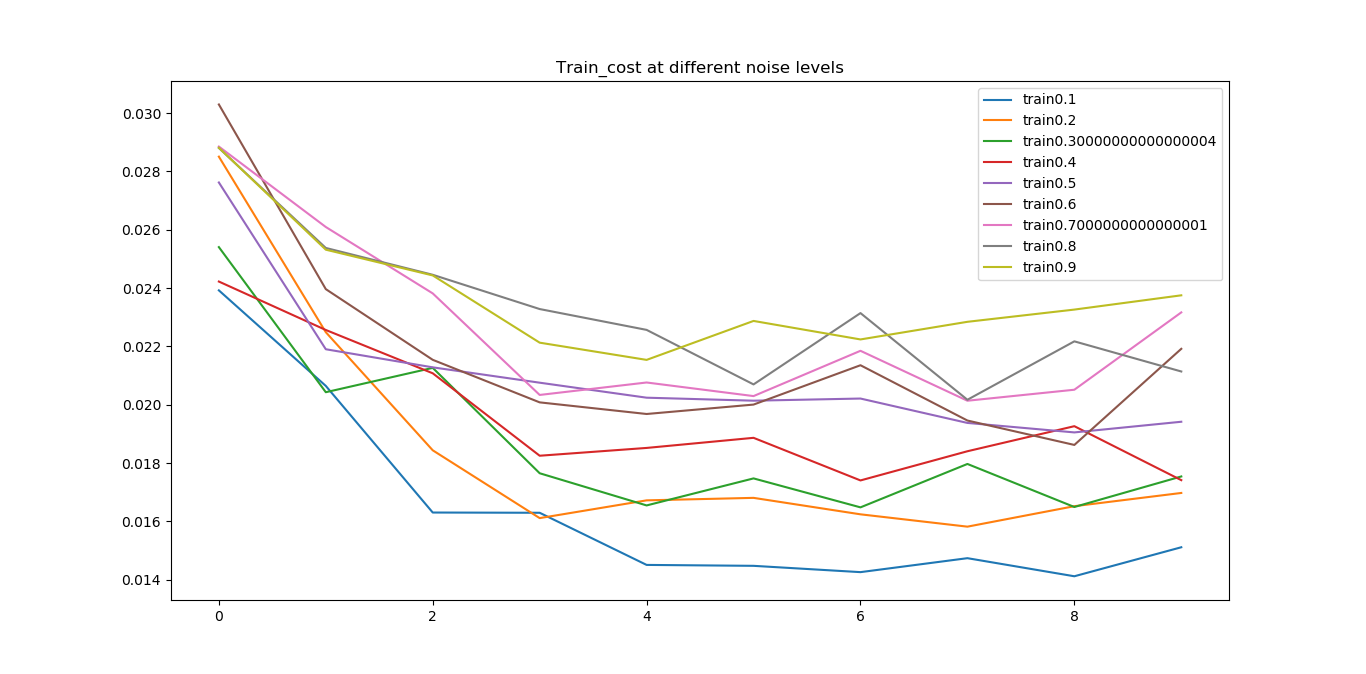 Train_cost at different noise levels
train0.1
train0.2
train0.30000000000000004
train0.4
train0.5
train0.6
train0.7000000000000001
train0.8
train0.9
0.030
0.028
0.026
0.024
0.022
0.020
0.018
0.016
0.014
0 2 4 6 8